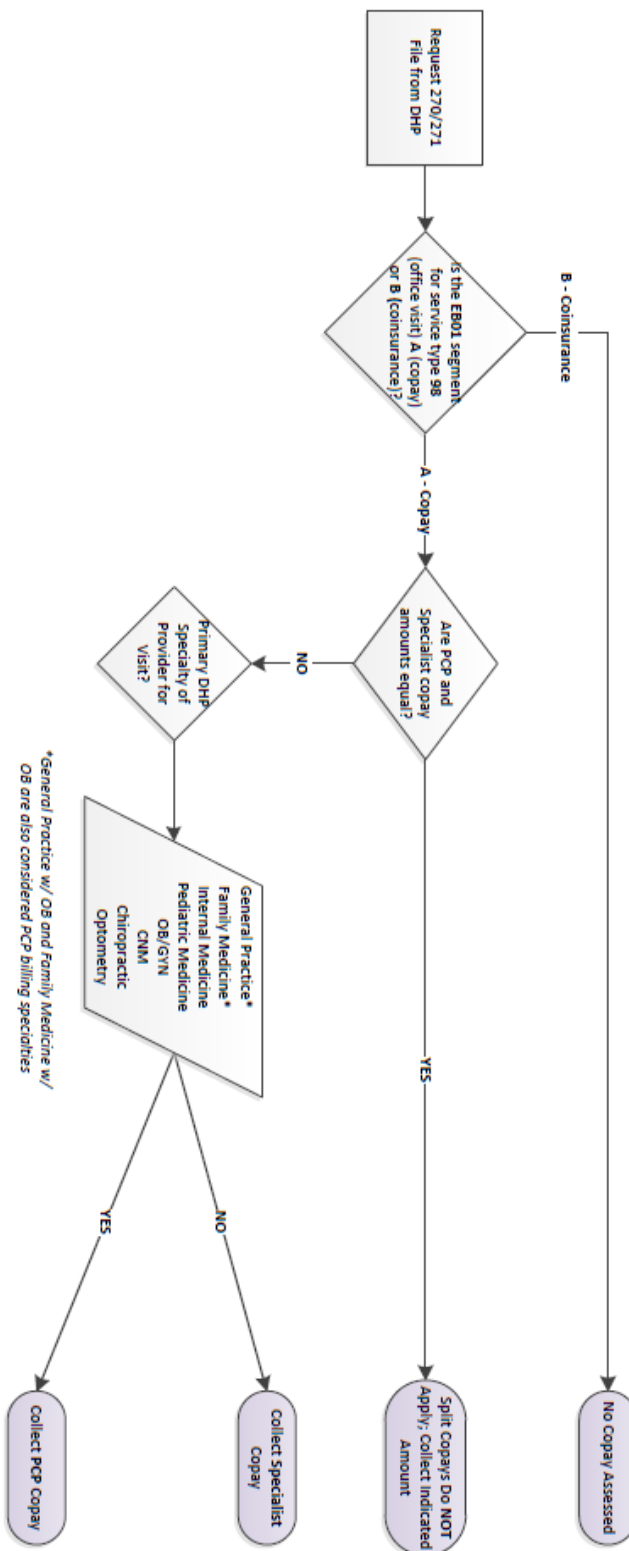 Request 270/271
File from DHP
Is the EB01 segment
for service type 98
(office visit) A (copay)
or B (coinsurance)?
B - Coinsurance
No Copay Assessed
A - Copay
Are PCP and
Specialist copay
amounts equal?
YES
Split Copays Do NOT
Apply; Collect Indicated
Amount
NO
Primary DHP
Specialty of
Provider for
Visit?
General Practice*
Family Medicine*
Internal Medicine
Pediatric Medicine
OB/GYN
CNM
Chiropractic
Optometry
NO
Collect Specialist
Copay
YES
Collect PCP Copay
*General Practice w/ OB and Family Medicine w/
OB are also considered PCP billing specialties